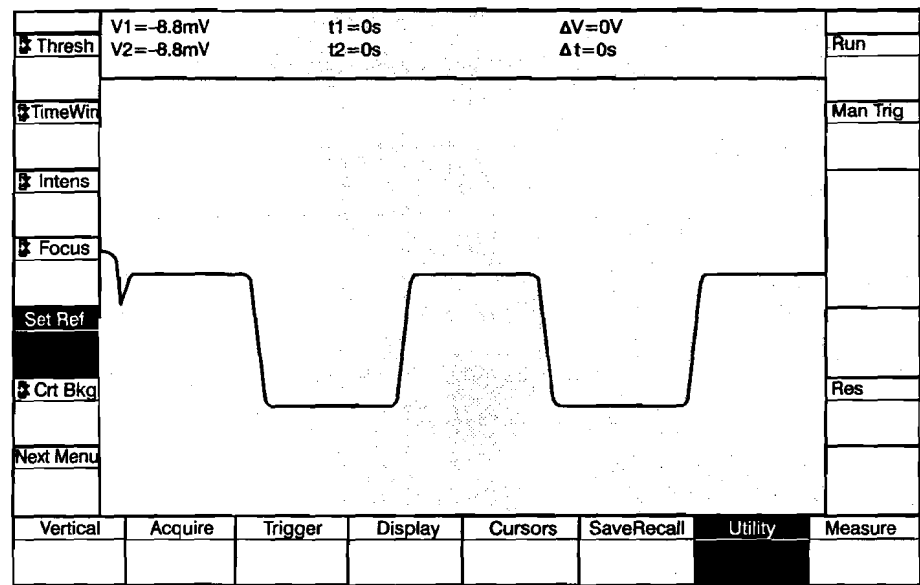 V1=–8.8mV t1=0s ΔV=0V
V2=–8.8mV t2=0s Δt=0s
Thresh
TimeWin
Intens
Focus
Set Ref
Crt Bkg
Next Menu
Run
Man Trig
Res
Vertical Acquire Trigger Display Cursors SaveRecall Utility Measure